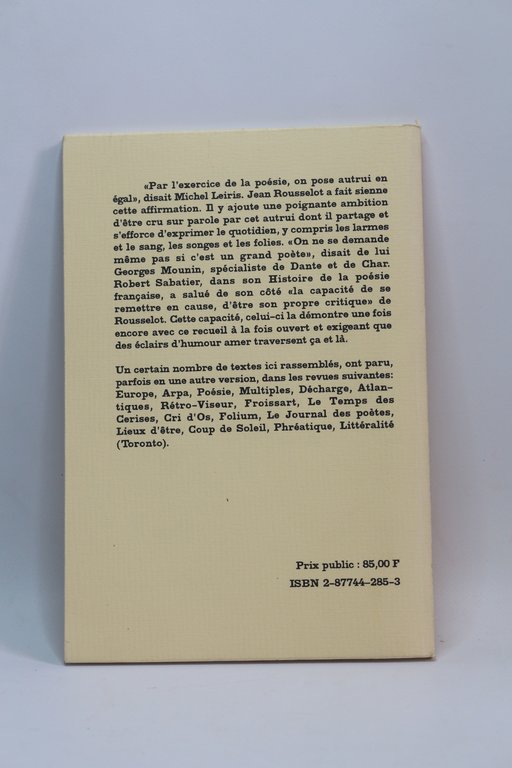 «Par l'exercice de la poésie, on pose autrui en
égal», disait Michel Leiris. Jean Rousselot a fait sienne
cette affirmation. Il y ajoute une poignante ambition
d'être cru sur parole par cet autrui dont il partage et
s'efforce d'exprimer le quotidien, y compris les larmes
et le sang, les songes et les folies. «On ne se demande
même pas si c'est un grand poète», disait de lui
Georges Mounin, spécialiste de Dante et de Char.
Robert Sabatier, dans son Histoire de la poésie
française, a salué de son côté «la capacité de se
remettre en cause, d'être son propre critique» de
Rousselot. Cette capacité, celui-ci la démontre une fois
encore avec ce recueil à la fois ouvert et exigeant que
des éclairs d'humour amer traversent ça et là.
Un certain nombre de textes ici rassemblés, ont paru,
parfois en une autre version, dans les revues suivantes:
Europe, Arpa, Poésie, Multiples, Décharge, Atlan-
tiques, Rétro-Viseur, Froissart, Le Temps des
Cerises, Cri d'Os, Folium, Le Journal des poètes,
Lieux d'être, Coup de Soleil, Phréatique, Littéralité
(Toronto).
Prix public : 85,00 F
ISBN 2-87744-285-3